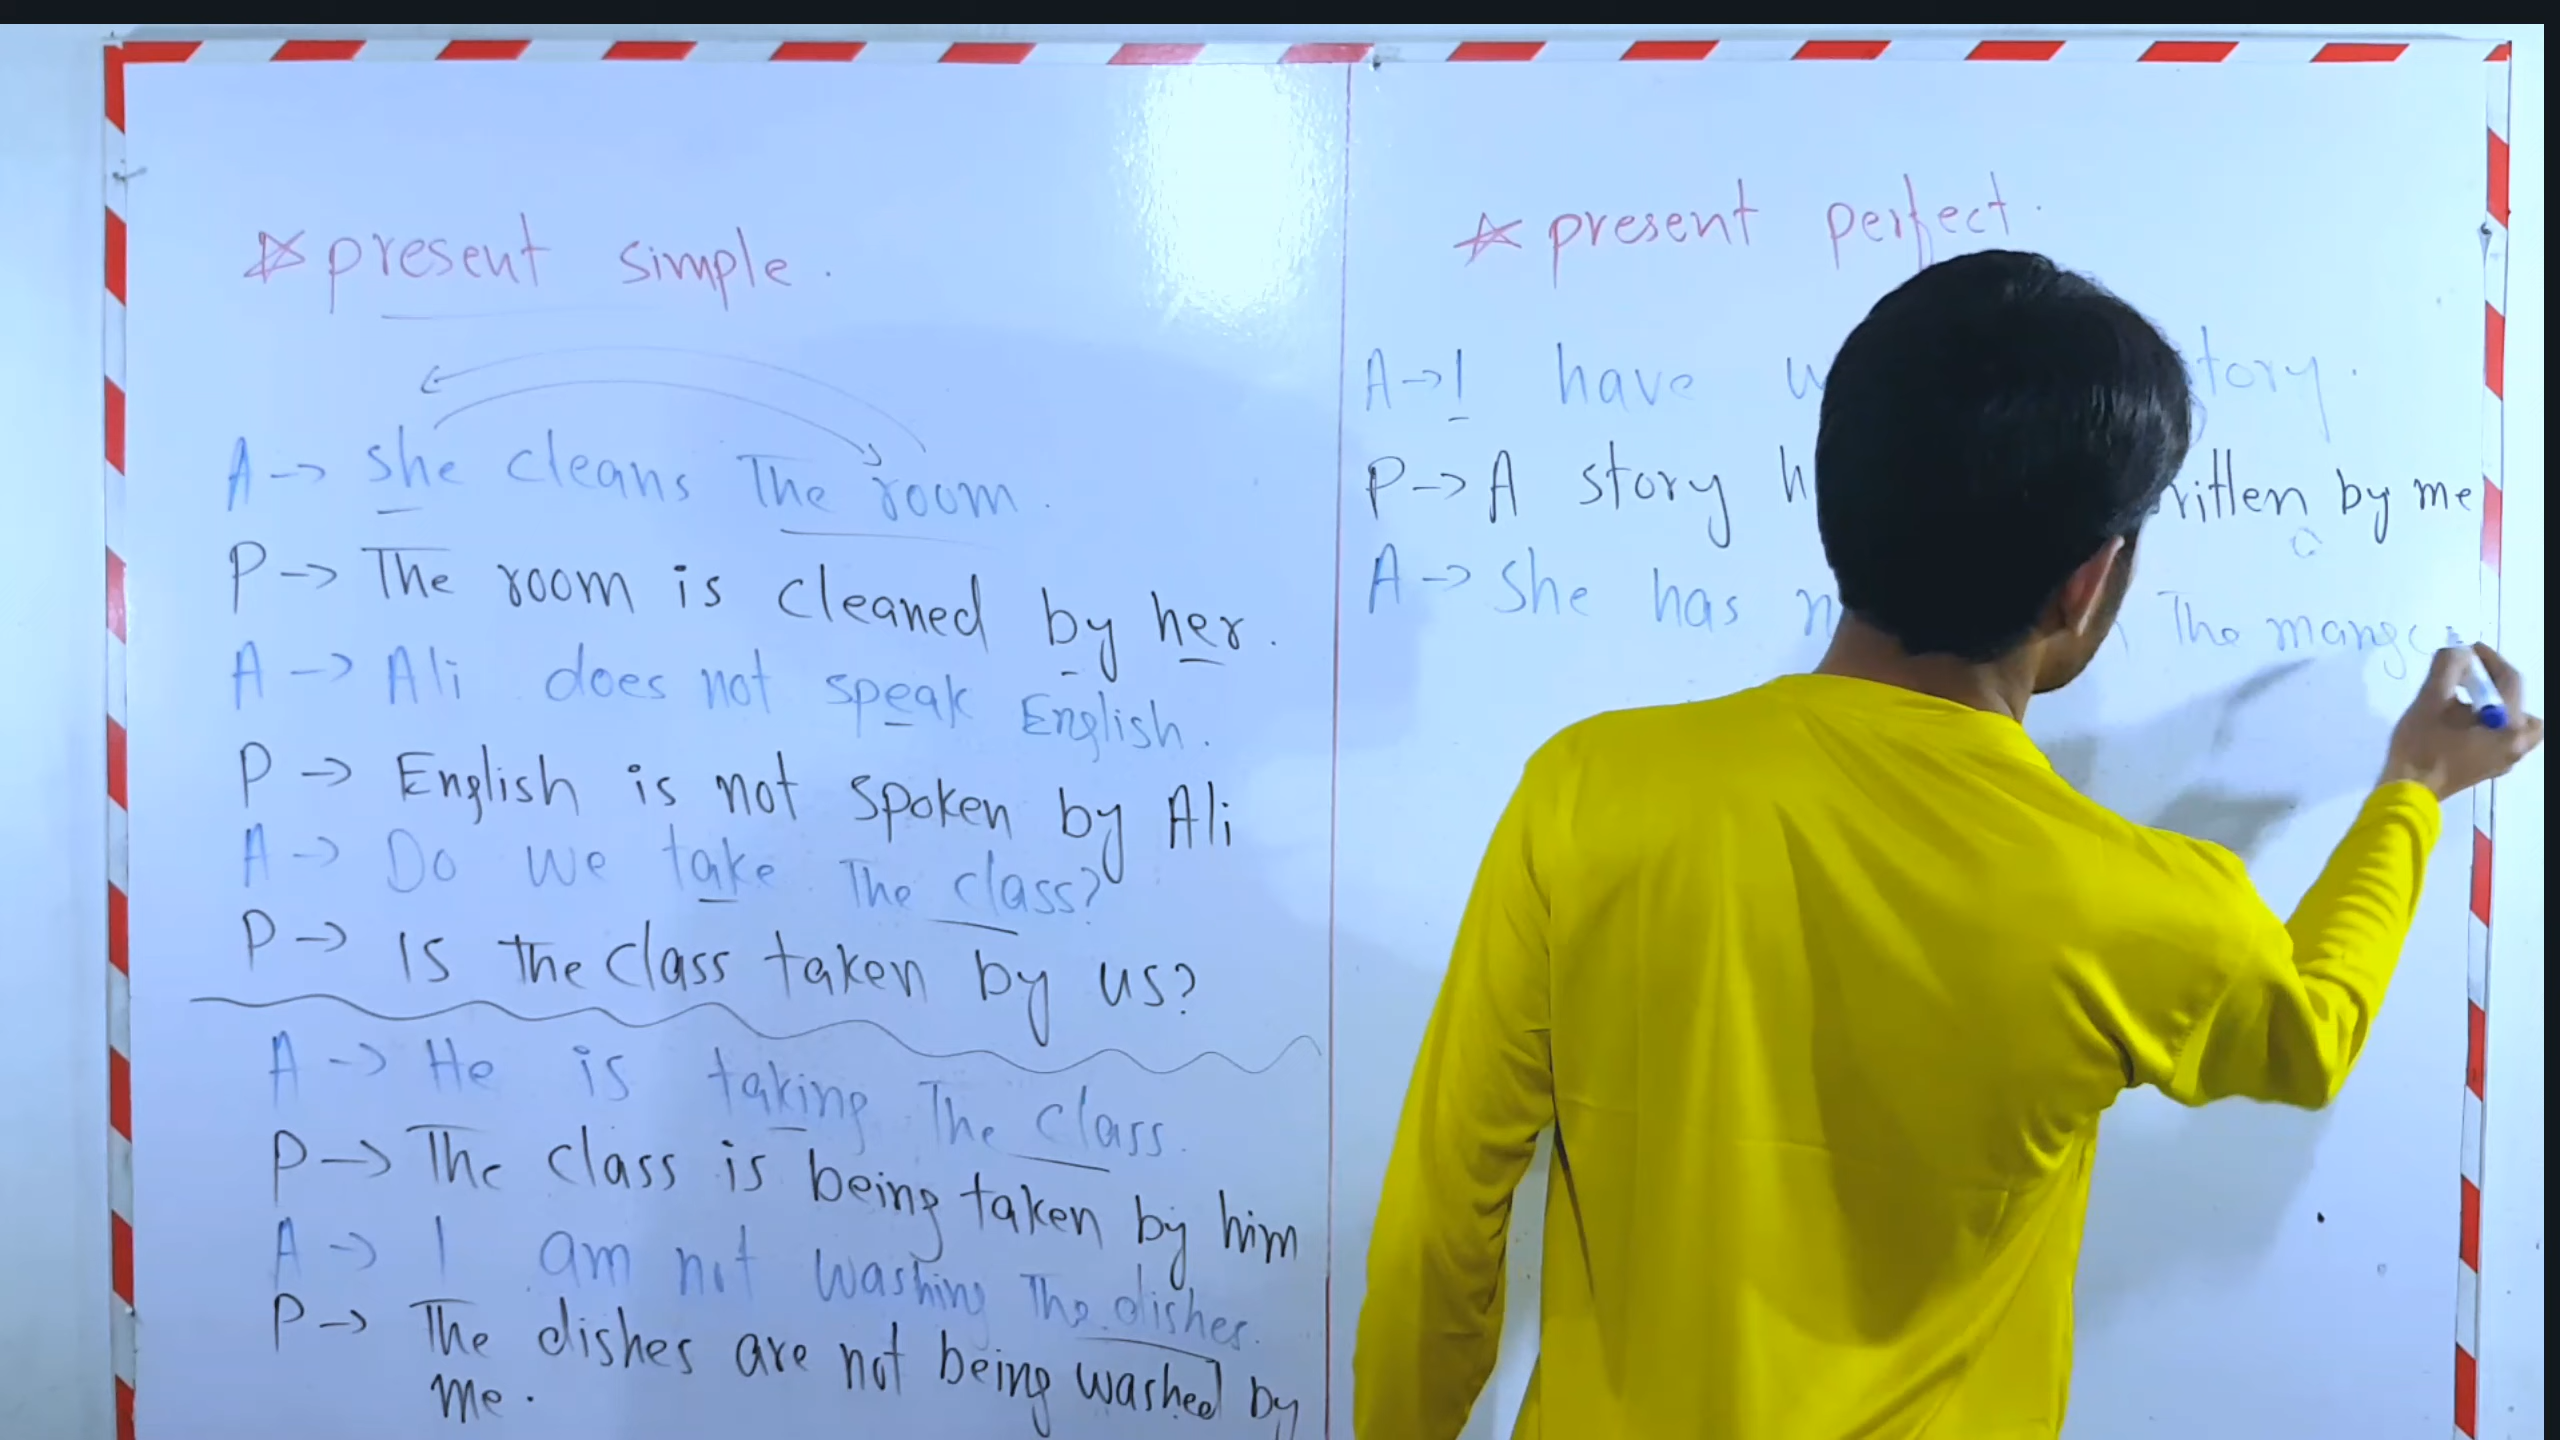 present simple.
A → she cleans The room.
P → The room is cleaned by her.
A → Ali does not speak English.
P → English is not spoken by Ali
A → Do we take The class?
P → Is the class taken by us?
A → He is taking The class.
P → The class is being taken by him
A → I am not washing The dishes.
P → The dishes are not being washed by
me.
present perfect.
A → I have
P → A story by me
A → She has The